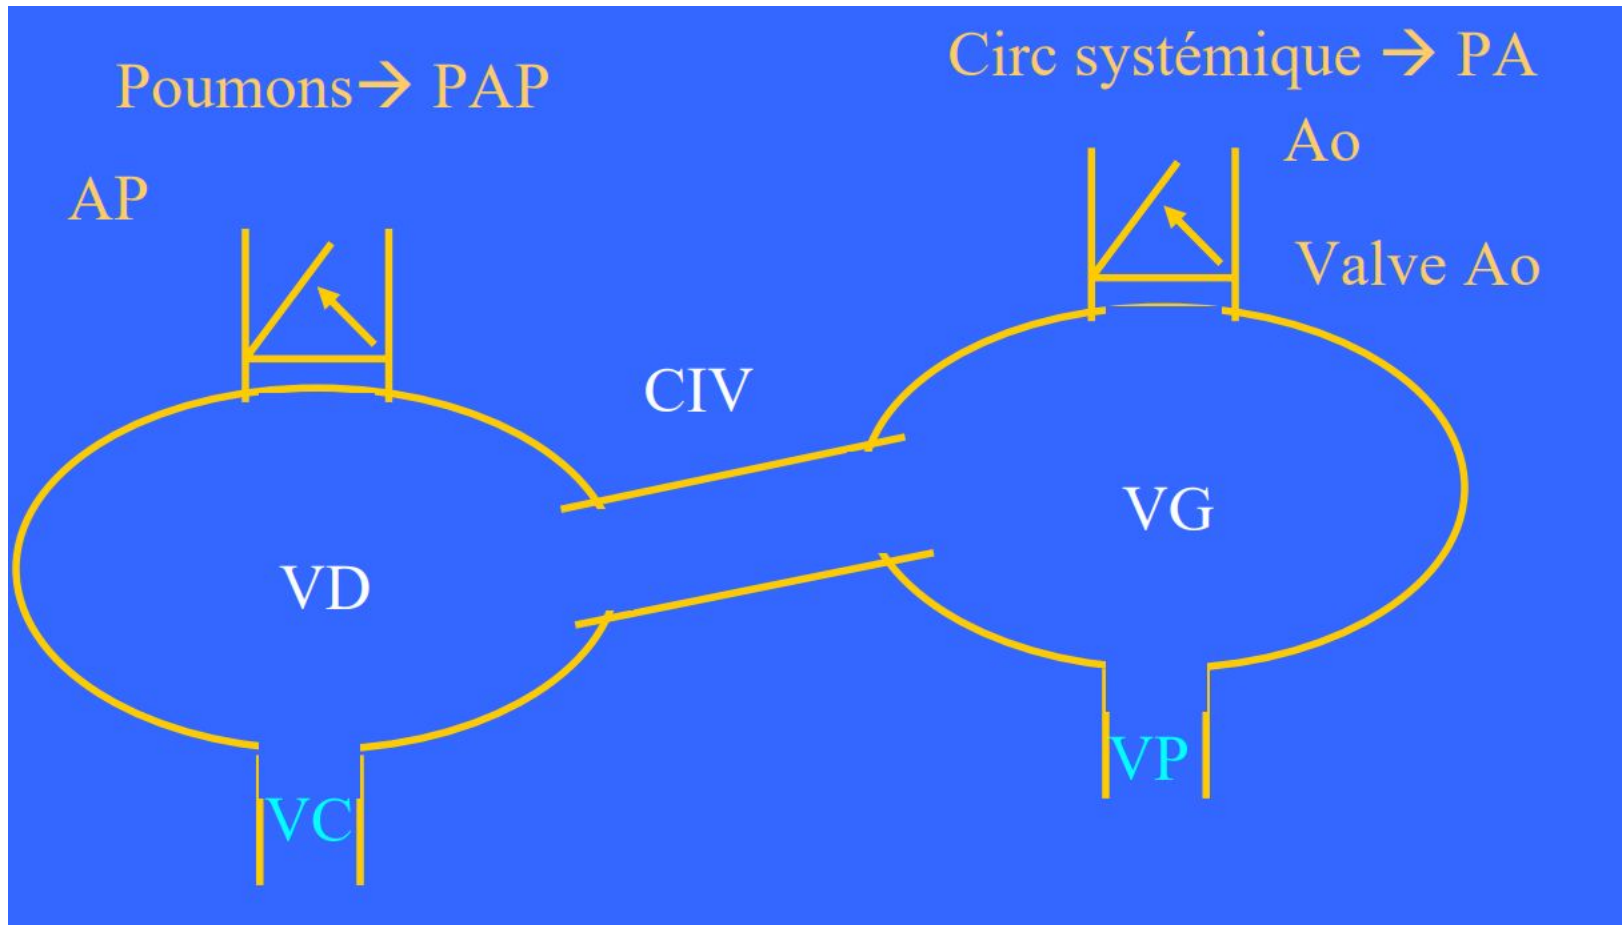 Circ systémique → PA
Poumons→ PAP
Ao
AP
Valve Ao
CIV
VG
VD
VP
VC